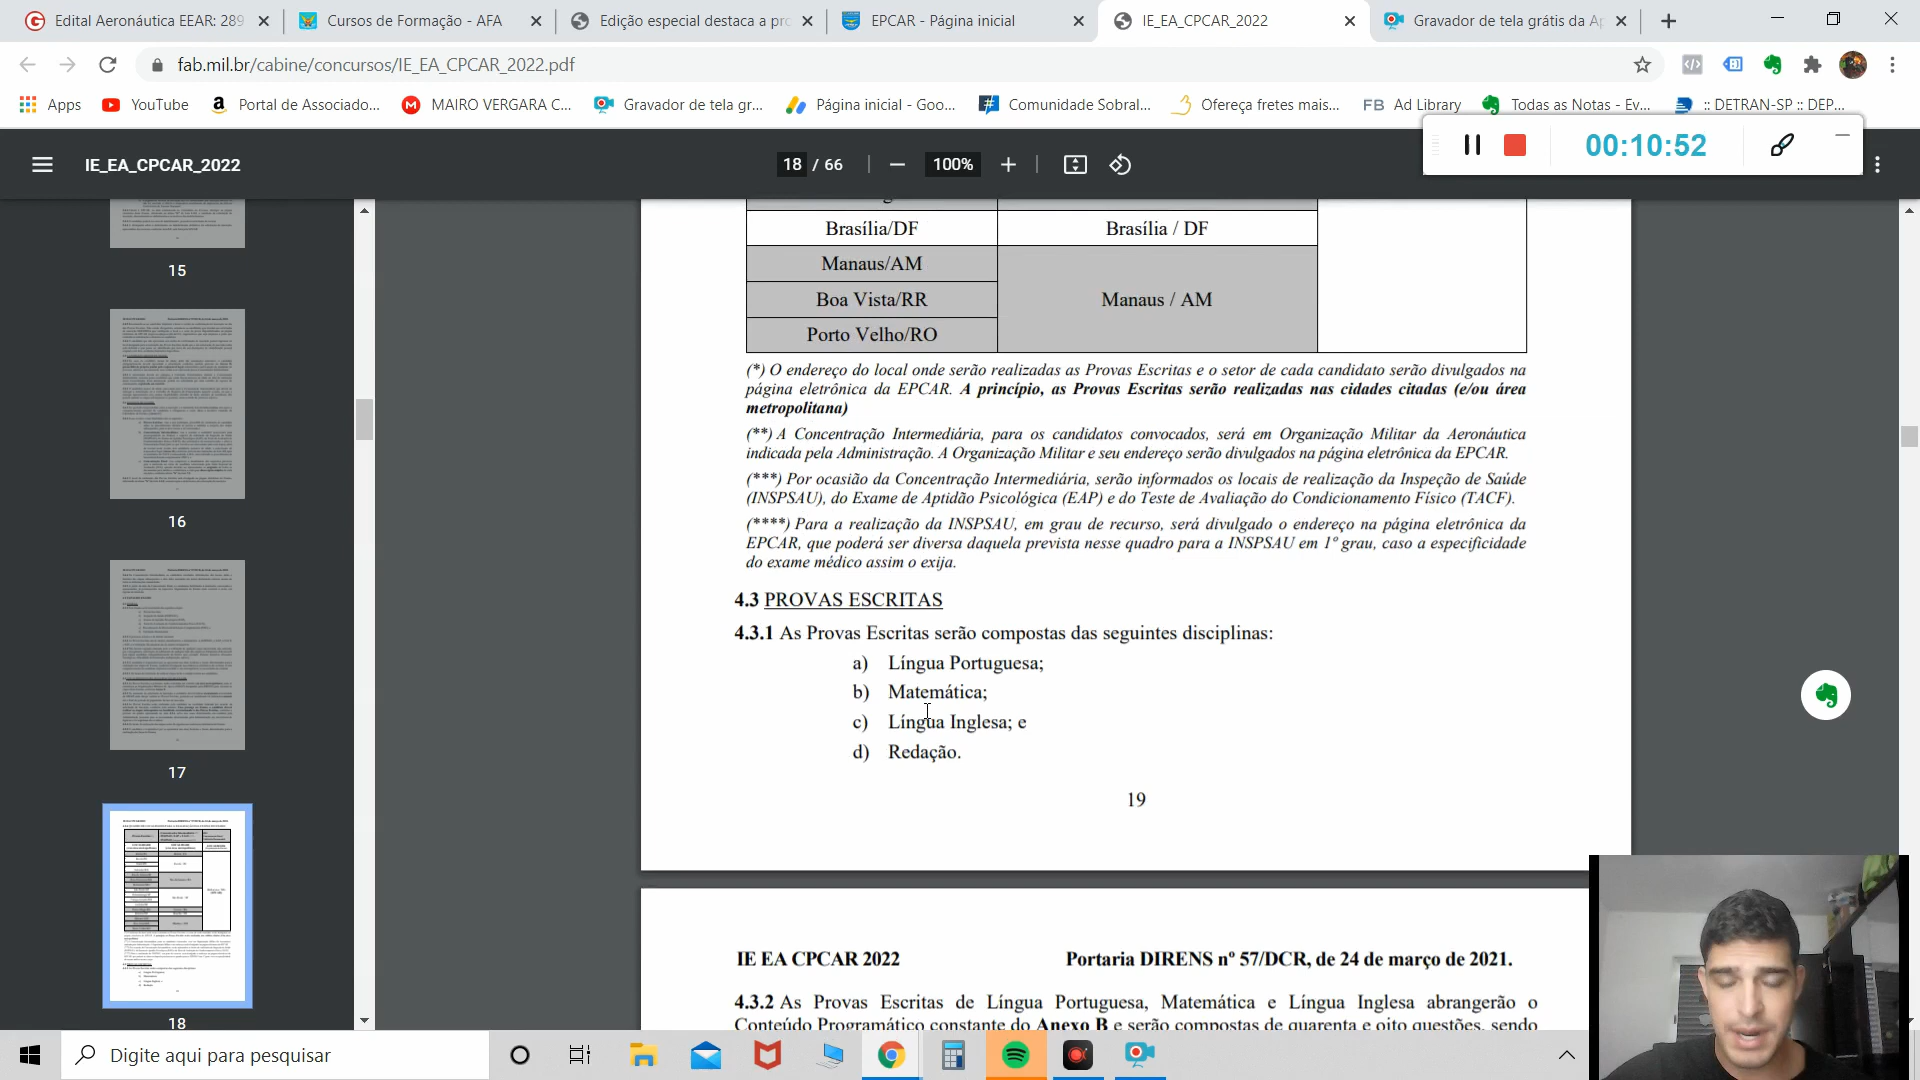 Edital Aeronáutica EEAR: 289
Cursos de Formação - AFA
Edição especial destaca a pro
EPCAR - Página inicial
IE_EA_CPCAR_2022
Gravador de tela grátis da Ap
fab.mil.br/cabine/concursos/IE_EA_CPCAR_2022.pdf
Apps
YouTube
Portal de Associado...
MAIRO VERGARA C...
Gravador de tela gr...
Página inicial - Goo...
Comunidade Sobral...
Ofereça fretes mais...
FB Ad Library
Todas as Notas - Ev...
:: DETRAN-SP :: DEP...
IE_EA_CPCAR_2022
18 / 66
100%
00:10:52
15
16
17
18
Brasília/DF
Brasília / DF
Manaus/AM
Boa Vista/RR
Manaus / AM
Porto Velho/RO
(*) O endereço do local onde serão realizadas as Provas Escritas e o setor de cada candidato serão divulgados na
página eletrônica da EPCAR. A princípio, as Provas Escritas serão realizadas nas cidades citadas (e/ou área
metropolitana)
(**) A Concentração Intermediária, para os candidatos convocados, será em Organização Militar da Aeronáutica
indicada pela Administração. A Organização Militar e seu endereço serão divulgados na página eletrônica da EPCAR.
(***) Por ocasião da Concentração Intermediária, serão informados os locais de realização da Inspeção de Saúde
(INSPSAU), do Exame de Aptidão Psicológica (EAP) e do Teste de Avaliação do Condicionamento Físico (TACF).
(****) Para a realização da INSPSAU, em grau de recurso, será divulgado o endereço na página eletrônica da
EPCAR, que poderá ser diversa daquela prevista nesse quadro para a INSPSAU em 1º grau, caso a especificidade
do exame médico assim o exija.
4.3 PROVAS ESCRITAS
4.3.1 As Provas Escritas serão compostas das seguintes disciplinas:
a) Língua Portuguesa;
b) Matemática;
c) Língua Inglesa; e
d) Redação.
19
IE EA CPCAR 2022
Portaria DIRENS nº 57/DCR, de 24 de março de 2021.
4.3.2 As Provas Escritas de Língua Portuguesa, Matemática e Língua Inglesa abrangerão o
Conteúdo Programático constante do Anexo B e serão compostas de quarenta e oito questões, sendo
Digite aqui para pesquisar